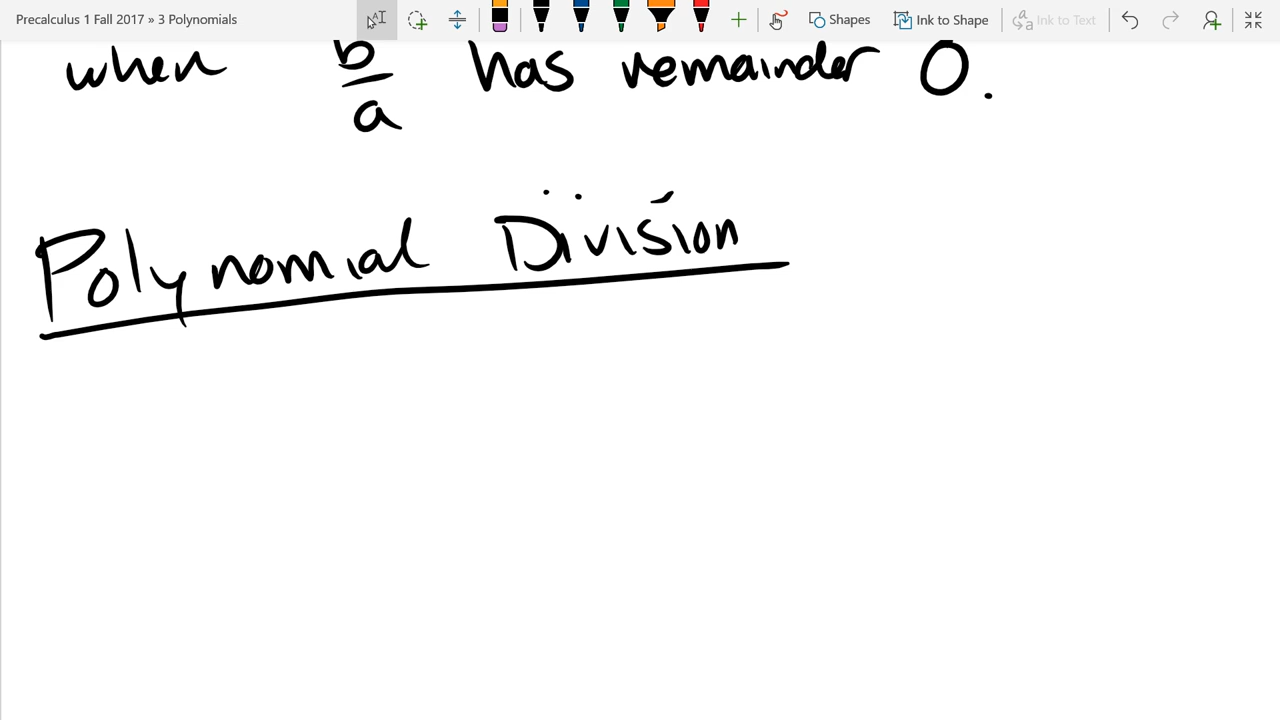 Precalculus 1 Fall 2017 » 3 Polynomials
Shapes
Ink to Shape
Ink to Text
when b/a has remainder 0.
Polynomial Division